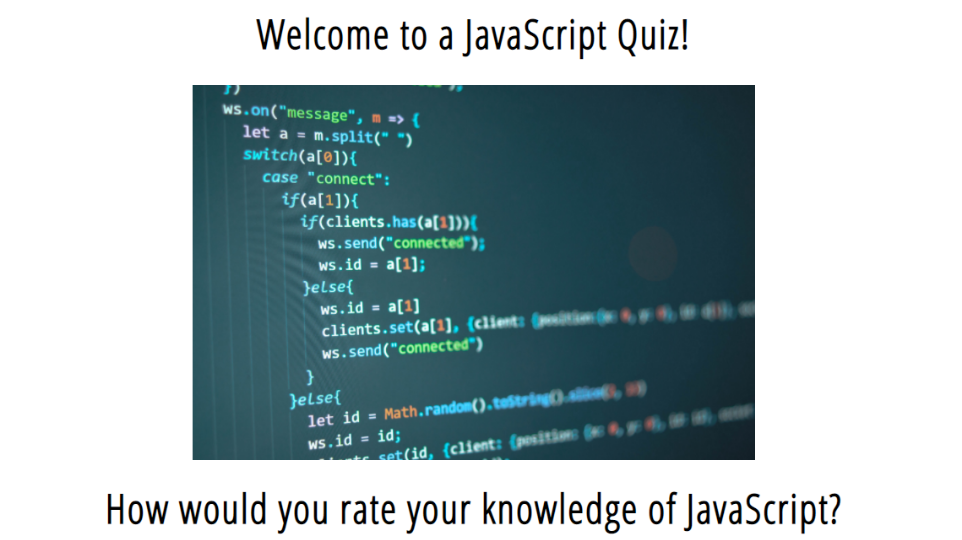 Welcome to a JavaScript Quiz!
})
ws.on("message", m => {
let a = m.split(" ")
switch(a[0]){
case "connect":
if(a[1]){
if(clients.has(a[1])){
ws.send("connected");
ws.id = a[1];
}else{
ws.id = a[1]
clients.set(a[1], {client: {position:
ws.send("connected")
}
}else{
let id = Math.random().toString().slice(
ws.id = id;
clients.set(id, {client: {position:
How would you rate your knowledge of JavaScript?